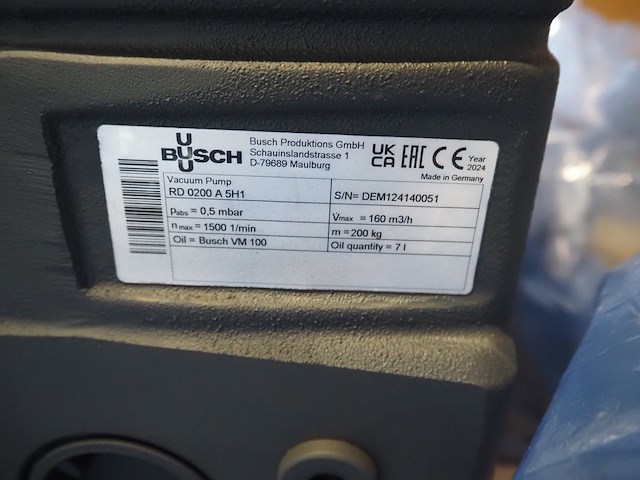 BUSCH
Busch Produktions GmbH
Schauinslandstrasse 1
D-79689 Maulburg
UK CA EAC CE
Year 2024
Made in Germany
Vacuum Pump
RD 0200 A 5H1
S/N= DEM124140051
Pabs = 0,5 mbar
V̇max = 160 m3/h
n max = 1500 1/min
m = 200 kg
Oil = Busch VM 100
Oil quantity = 7 l